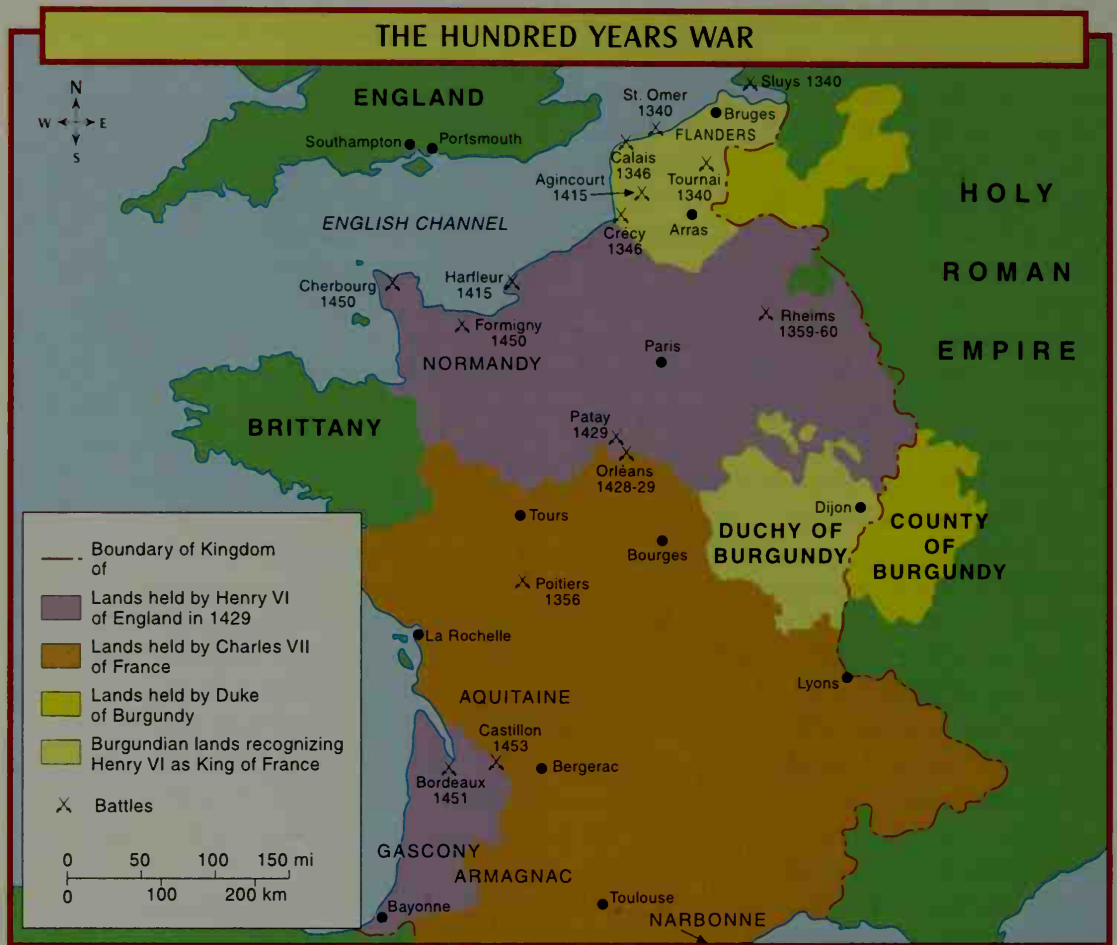 THE HUNDRED YEARS WAR
N
W E
S
ENGLAND
Southampton
Portsmouth
Sluys 1340
St. Omer
1340
Bruges
FLANDERS
Calais
1346
Tournai
1340
Agincourt
1415
Arras
Crécy
1346
ENGLISH CHANNEL
HOLY
ROMAN
EMPIRE
Cherbourg
1450
Harfleur
1415
Formigny
1450
NORMANDY
Rheims
1359-60
Paris
BRITTANY
Patay
1429
Orléans
1428-29
Tours
Bourges
Dijon
DUCHY OF
BURGUNDY
COUNTY
OF
BURGUNDY
Poitiers
1356
La Rochelle
Lyons
AQUITAINE
Castillon
1453
Bergerac
Bordeaux
1451
GASCONY
ARMAGNAC
Toulouse
Bayonne
NARBONNE
Boundary of Kingdom
of
Lands held by Henry VI
of England in 1429
Lands held by Charles VII
of France
Lands held by Duke
of Burgundy
Burgundian lands recognizing
Henry VI as King of France
Battles
0 50 100 150 mi
0 100 200 km